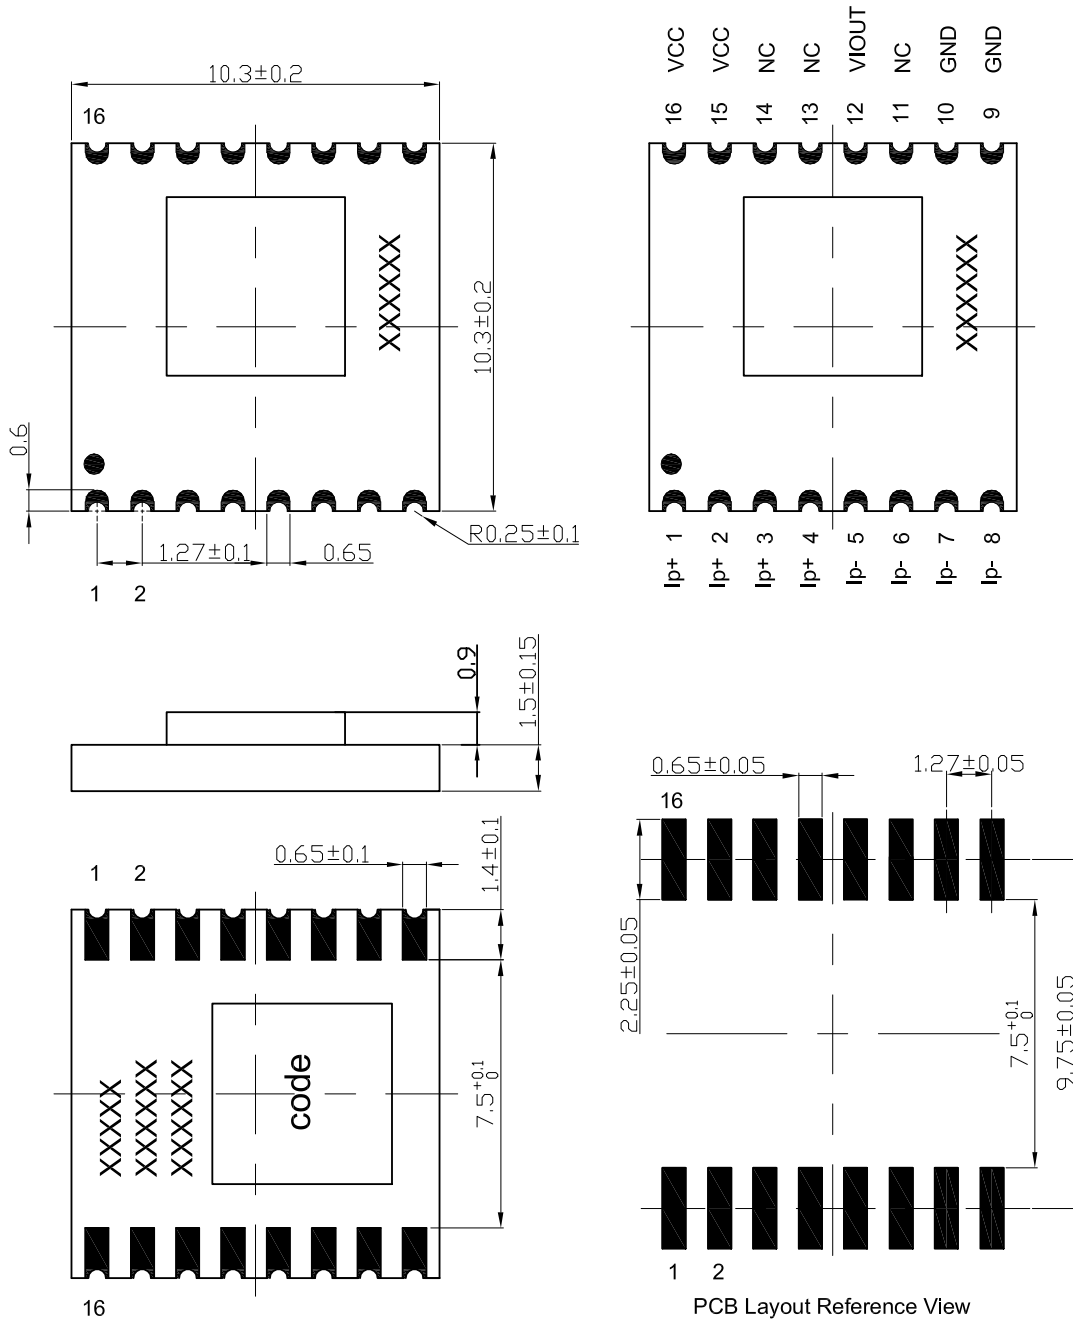 10.3±0.2
16
XXXXXX
10.3±0.2
0.6
R0.25±0.1
1.27±0.1
0.65
1 2
VCC VCC NC NC VIOUT NC GND GND
16 15 14 13 12 11 10 9
XXXXXX
1 2 3 4 5 6 7 8
Ip+ Ip+ Ip+ Ip+ Ip- Ip- Ip- Ip-
0.9
1.5±0.15
1 2
0.65±0.1
1.4±0.1
7.5 +0.1 0
XXXXX
XXXXXX
XXXXXX
code
16
0.65±0.05
1.27±0.05
16
2.25±0.05
7.5 +0.1 0
9.75±0.05
1 2
PCB Layout Reference View